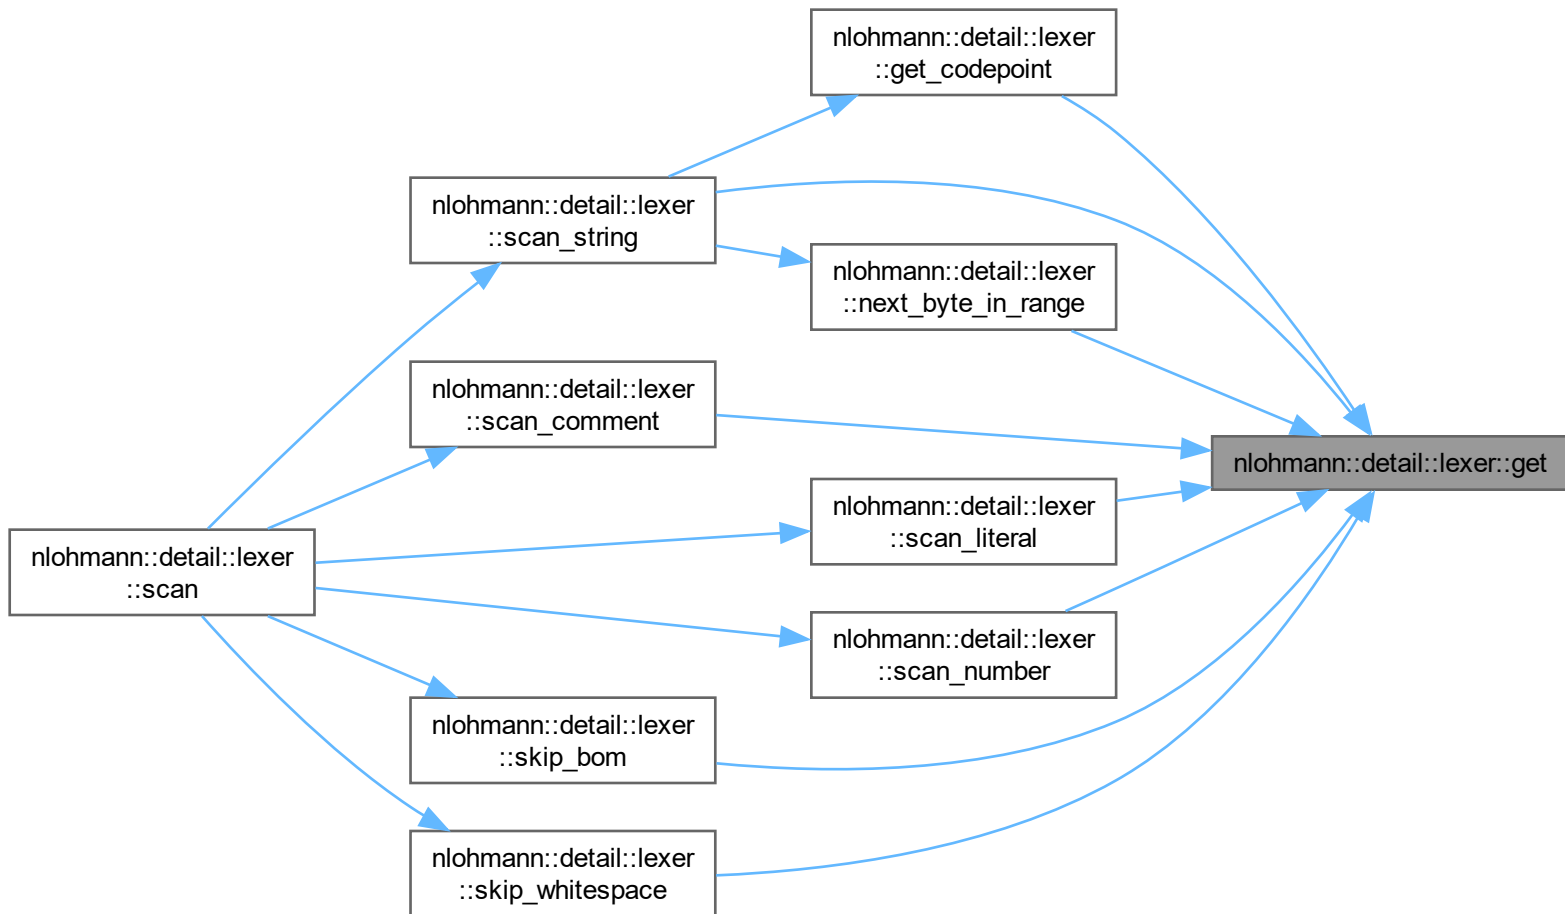 nlohmann::detail::lexer
::get_codepoint
nlohmann::detail::lexer
::scan_string
nlohmann::detail::lexer
::next_byte_in_range
nlohmann::detail::lexer
::scan_comment
nlohmann::detail::lexer::get
nlohmann::detail::lexer
::scan_literal
nlohmann::detail::lexer
::scan
nlohmann::detail::lexer
::scan_number
nlohmann::detail::lexer
::skip_bom
nlohmann::detail::lexer
::skip_whitespace